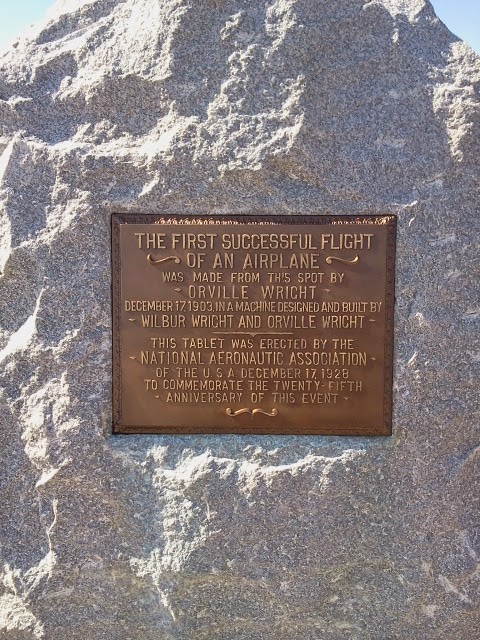 THE FIRST SUCCESSFUL FLIGHT
OF AN AIRPLANE
WAS MADE FROM THIS SPOT BY
ORVILLE WRIGHT
DECEMBER 17, 1903, IN A MACHINE DESIGNED AND BUILT BY
WILBUR WRIGHT AND ORVILLE WRIGHT
THIS TABLET WAS ERECTED BY THE
NATIONAL AERONAUTIC ASSOCIATION
OF THE U.S.A DECEMBER 17, 1928
TO COMMEMORATE THE TWENTY-FIFTH
ANNIVERSARY OF THIS EVENT